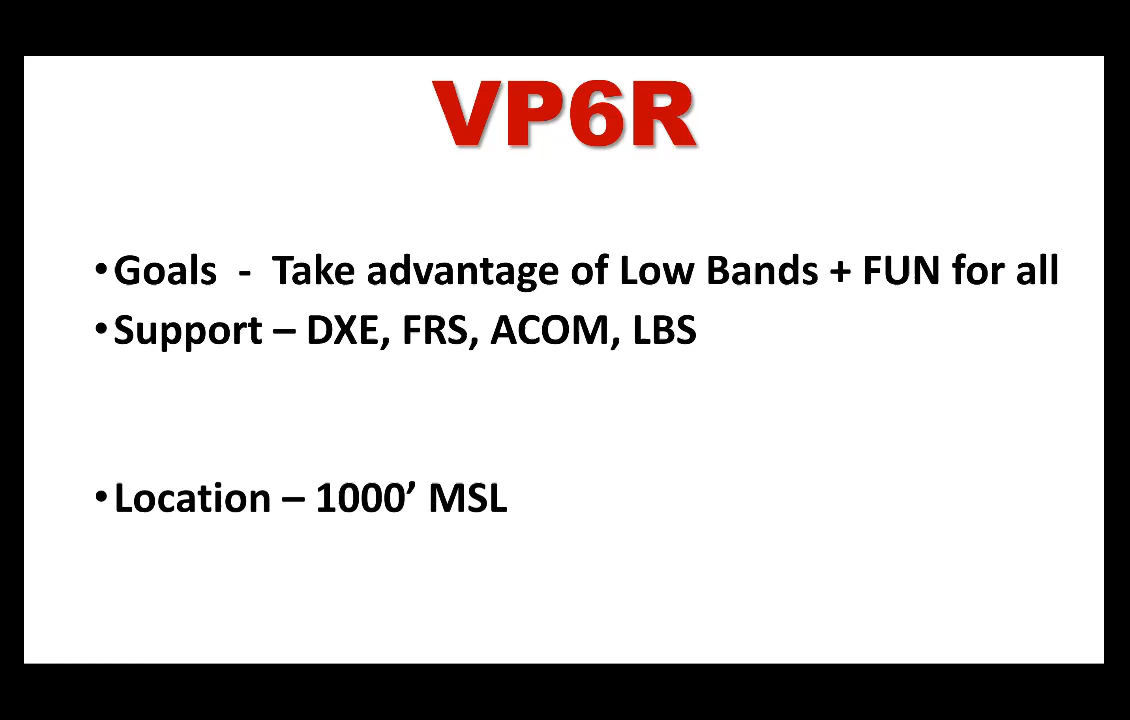 VP6R
•Goals - Take advantage of Low Bands + FUN for all
•Support – DXE, FRS, ACOM, LBS
•Location – 1000’ MSL